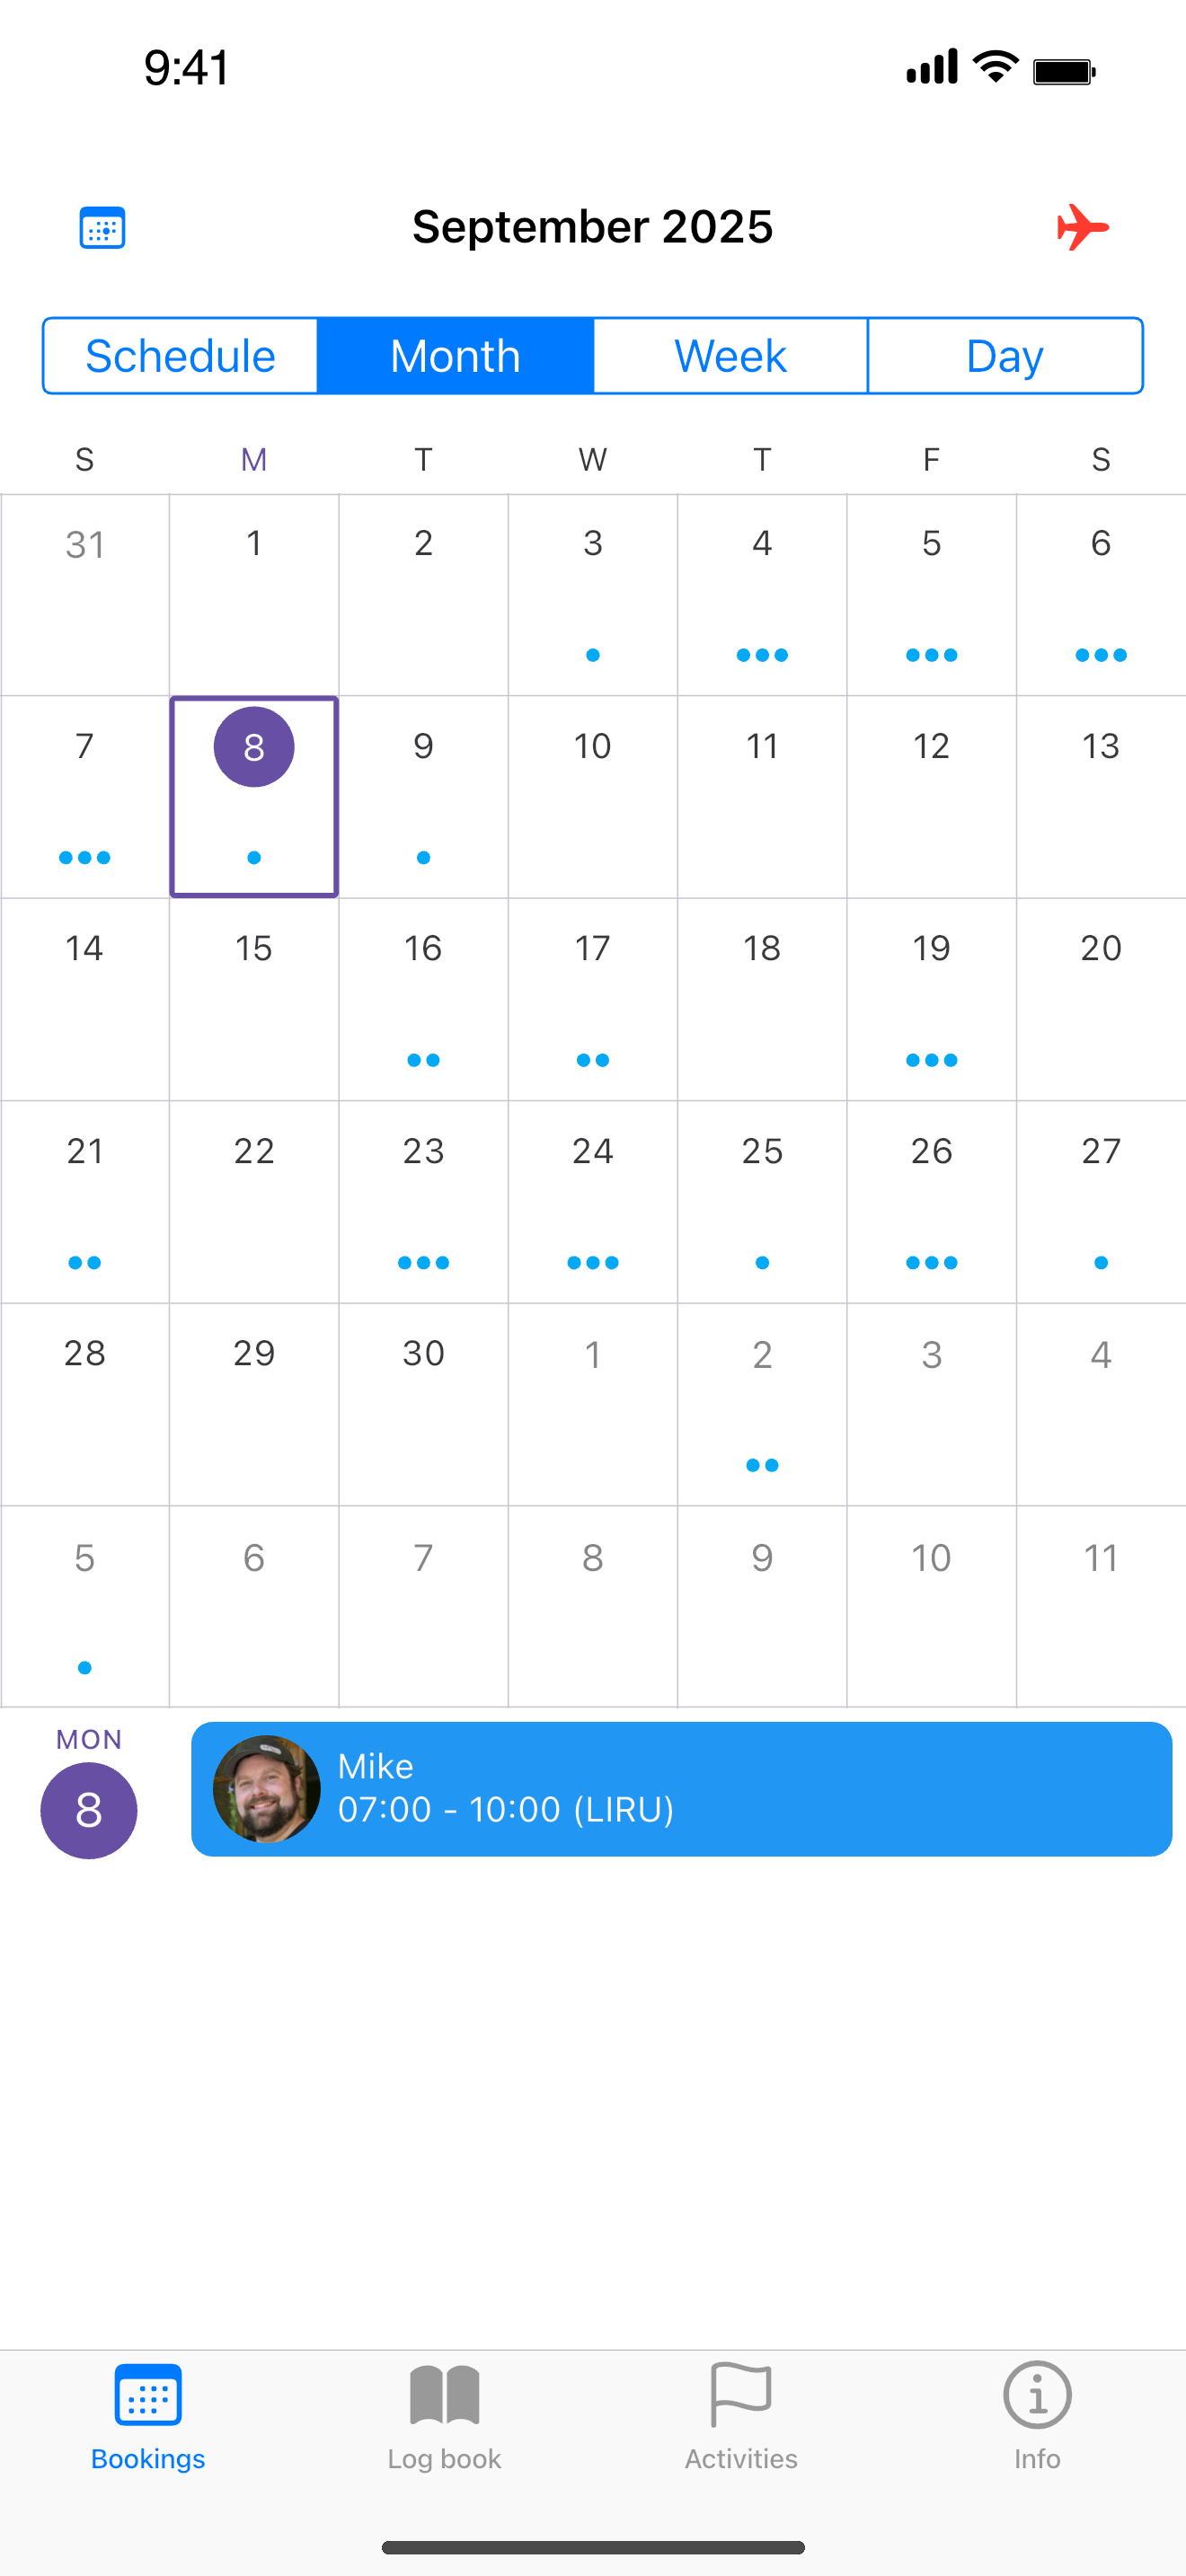 9:41
September 2025
Schedule Month Week Day
S M T W T F S
31 1 2 3 4 5 6
7 8 9 10 11 12 13
14 15 16 17 18 19 20
21 22 23 24 25 26 27
28 29 30 1 2 3 4
5 6 7 8 9 10 11
MON
8
Mike
07:00 - 10:00 (LIRU)
Bookings Log book Activities Info